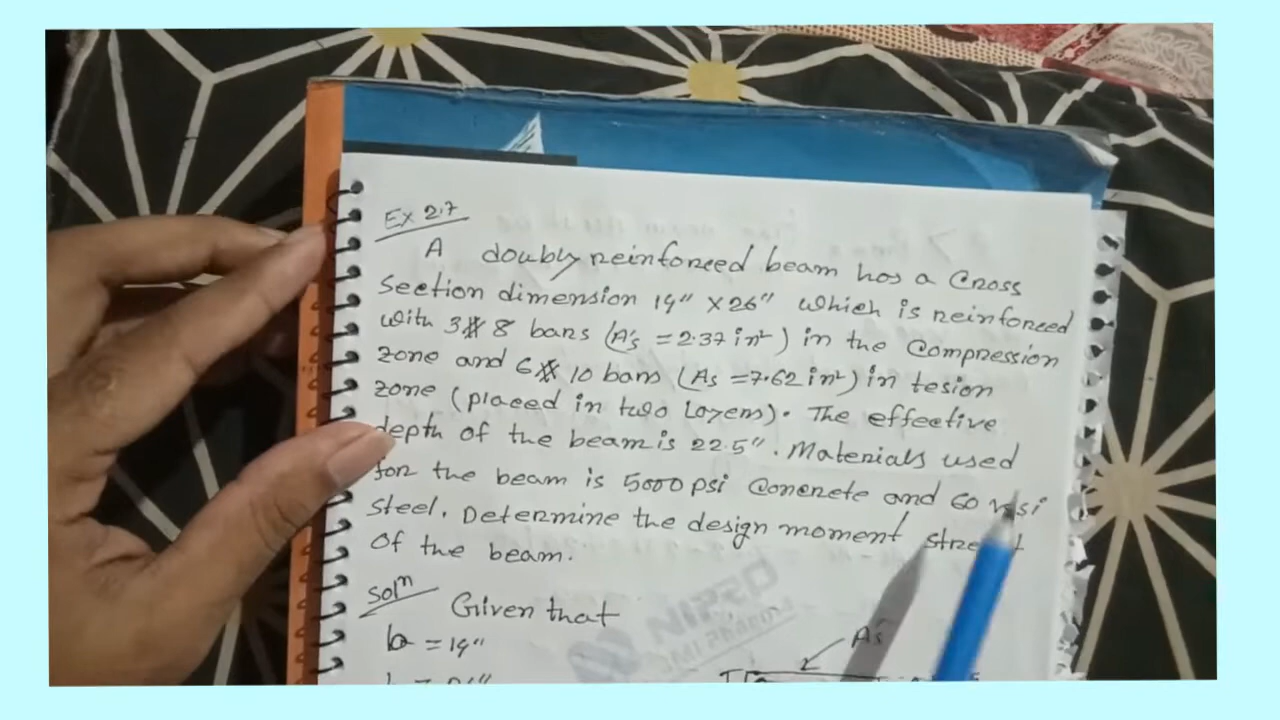 Ex 2.7
A doubly reinforced beam has a cross
section dimension 14" x 26" which is reinforced
with 3 # 8 bars (A's = 2.37 in²) in the compression
zone and 6 # 10 bars (As = 7.62 in²) in tesion
zone (placed in two layers). The effective
depth of the beam is 22.5". Materials used
for the beam is 5000 psi concrete and 60 ksi
steel. Determine the design moment
of the beam.
Solⁿ
Given that
b = 14"
A's